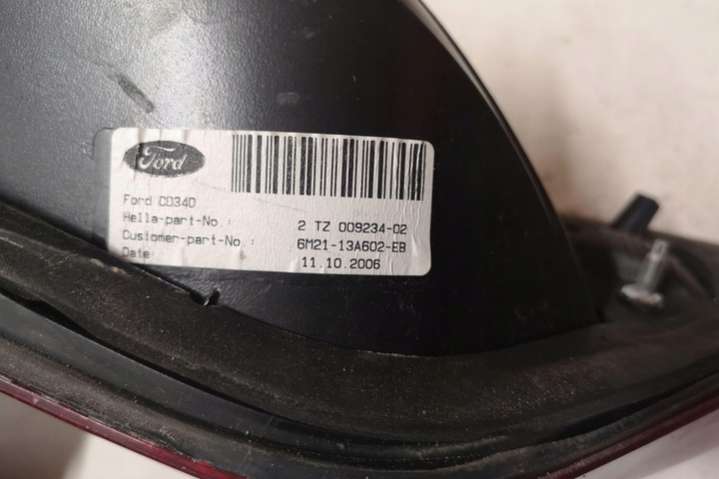 Ford
Ford CD340
Hella-part-No.: 2 TZ 009234-02
Customer-part-No.: 6M21-13A602-EB
Date: 11.10.2006